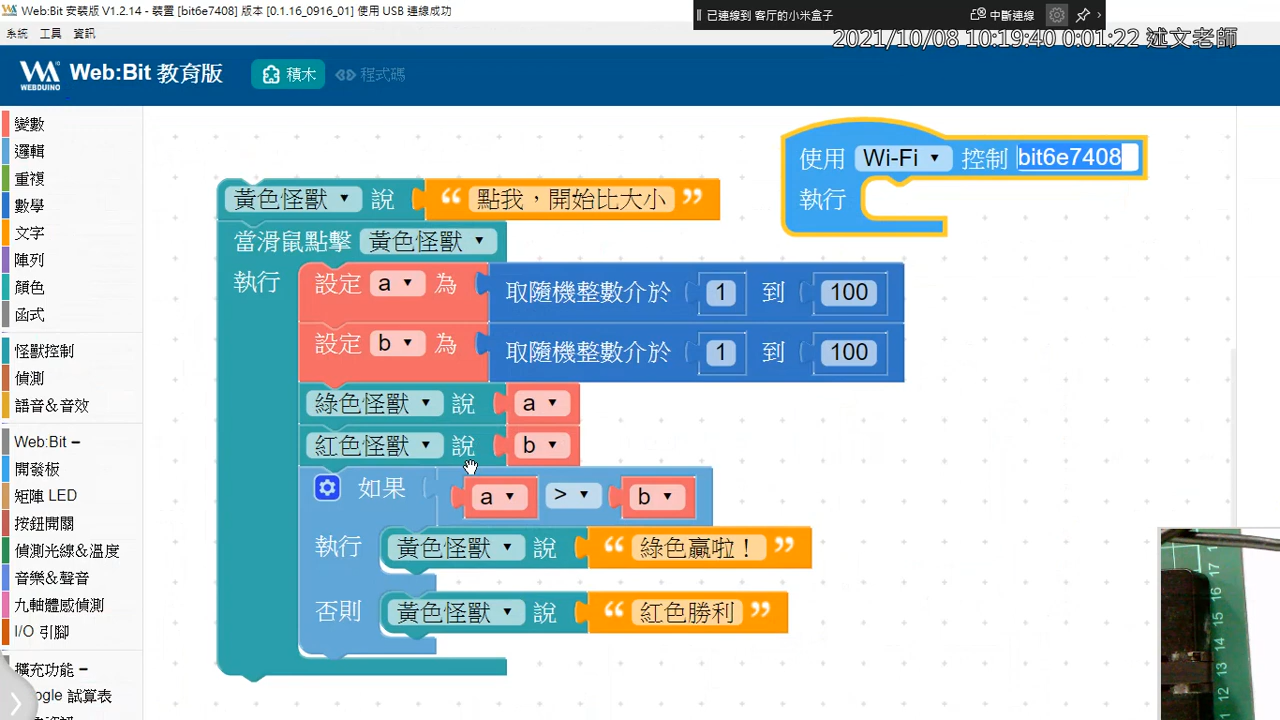 Web:Bit 安裝版 V1.2.14 - 裝置 [bit6e7408] 版本 [0.1.16_0916_01] 使用 USB 連線成功
已連線到 客厅的小米盒子
中斷連線
系統 工具 資訊
2021/10/08 10:19:40 0:01:22 述文老師
WEBDUINO
Web:Bit 教育版
積木
程式碼
變數
邏輯
重複
數學
文字
陣列
顏色
函式
怪獸控制
偵測
語音&音效
Web:Bit
開發板
矩陣 LED
按鈕開關
偵測光線&溫度
音樂&聲音
九軸體感偵測
I/O 引腳
擴充功能
ogle 試算表
使用 Wi-Fi 控制 bit6e7408
執行
黃色怪獸 說 “ 點我，開始比大小 ”
當滑鼠點擊 黃色怪獸
執行
設定 a 為 取隨機整數介於 1 到 100
設定 b 為 取隨機整數介於 1 到 100
綠色怪獸 說 a
紅色怪獸 說 b
如果 a > b
執行 黃色怪獸 說 “ 綠色贏啦！ ”
否則 黃色怪獸 說 “ 紅色勝利 ”
17
16
15
14
13
12